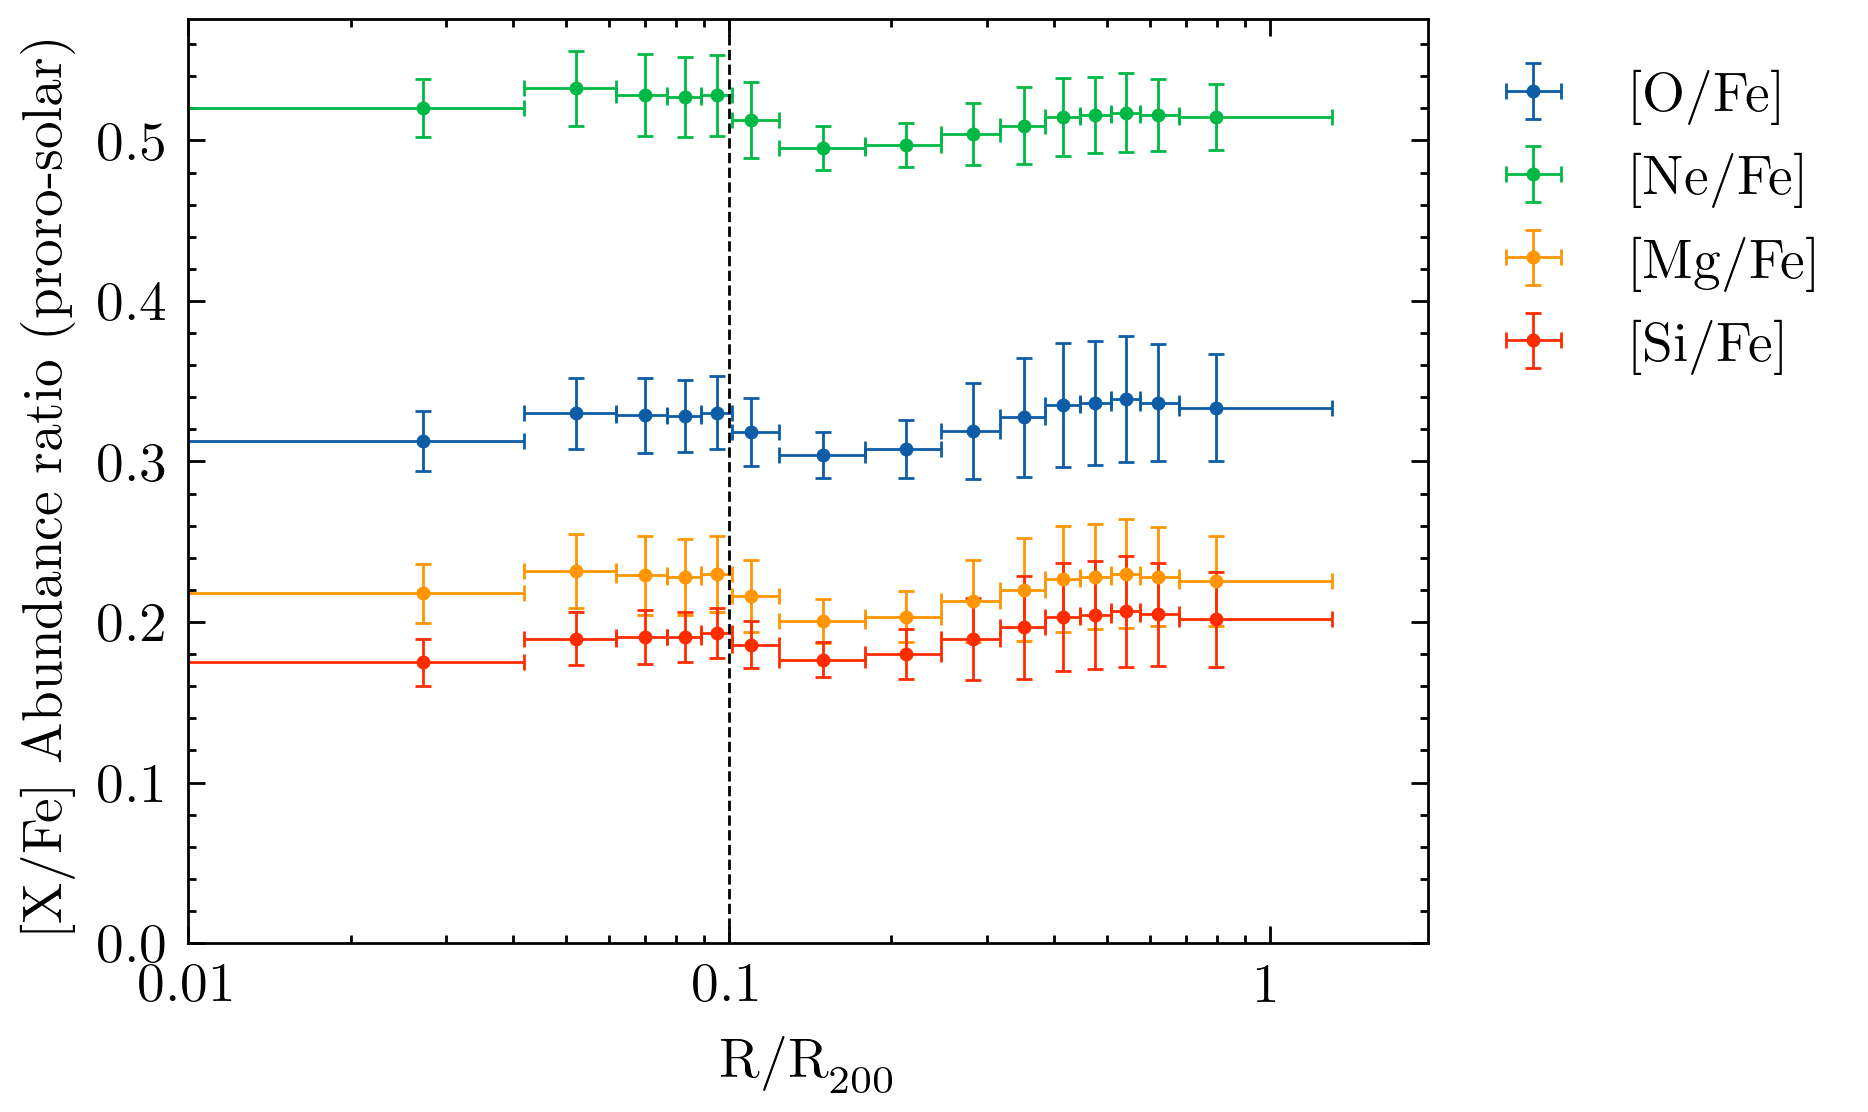 [X/Fe] Abundance ratio (proro-solar)
0.5
0.4
0.3
0.2
0.1
0.0
0.01
0.1
1
R/R200
[O/Fe]
[Ne/Fe]
[Mg/Fe]
[Si/Fe]